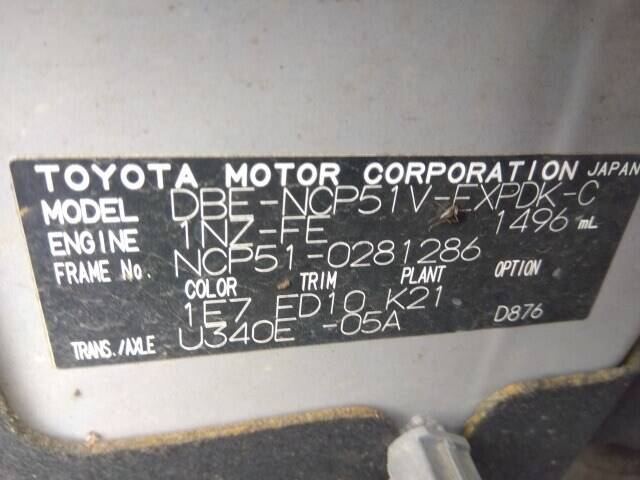 TOYOTA MOTOR CORPORATION JAPAN
MODEL DBE-NCP51V-EXPDK-C
ENGINE 1NZ-FE 1496 mL
FRAME No. NCP51-0281286
COLOR TRIM PLANT OPTION
1E7 ED10 K21
TRANS./AXLE U340E -05A D876